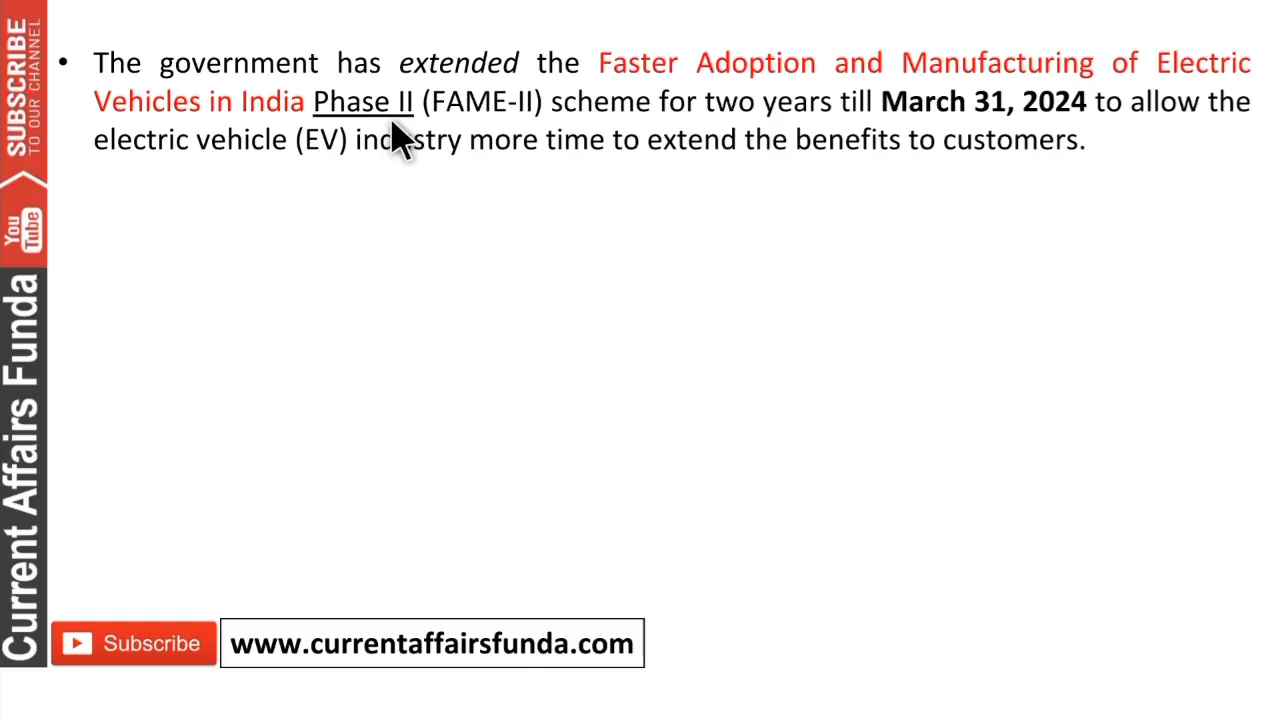 SUBSCRIBE
TO OUR CHANNEL
You
Tube
Current Affairs Funda
• The government has extended the Faster Adoption and Manufacturing of Electric
Vehicles in India Phase II (FAME-II) scheme for two years till March 31, 2024 to allow the
electric vehicle (EV) industry more time to extend the benefits to customers.
Subscribe
www.currentaffairsfunda.com